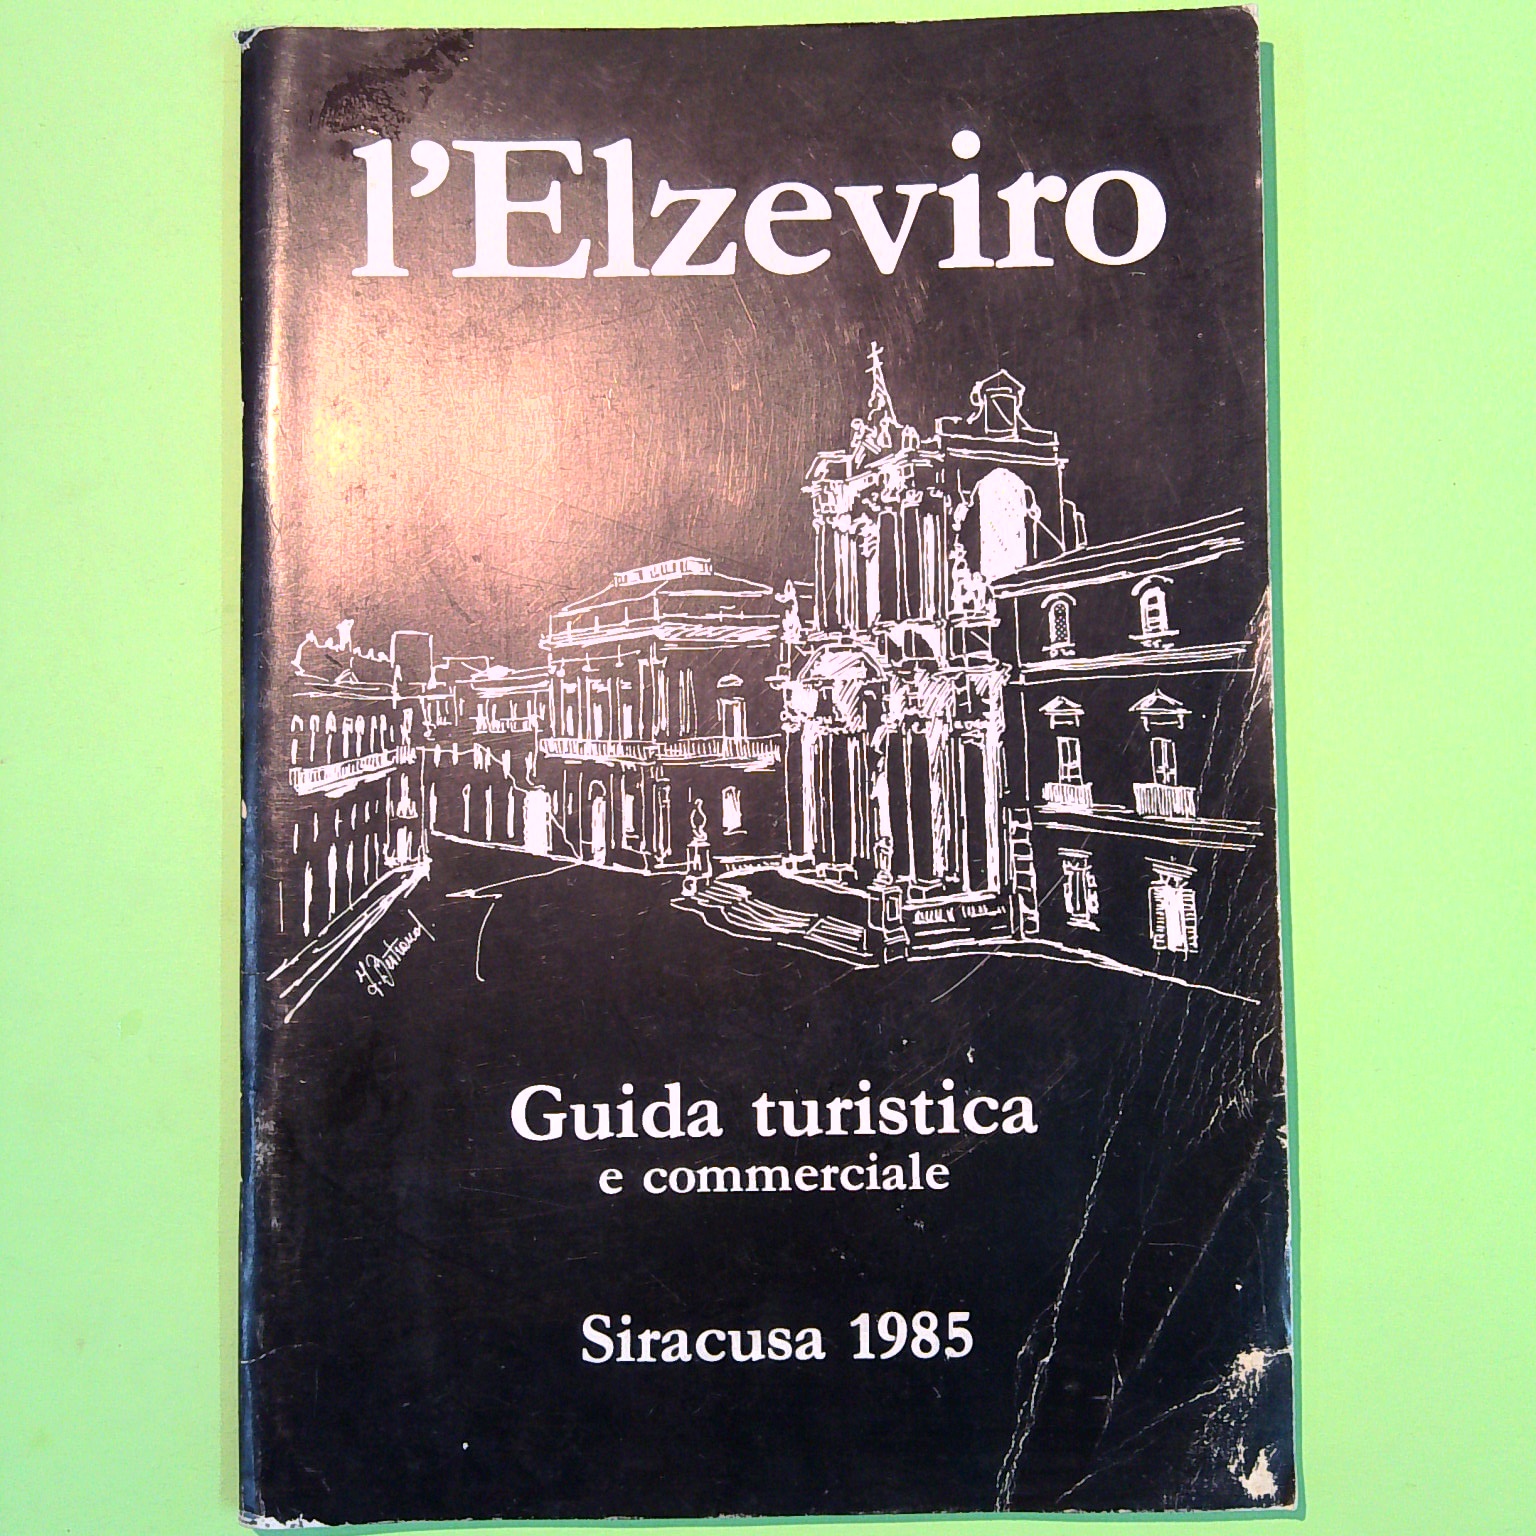 l'Elzeviro
Guida turistica
e commerciale
Siracusa 1985